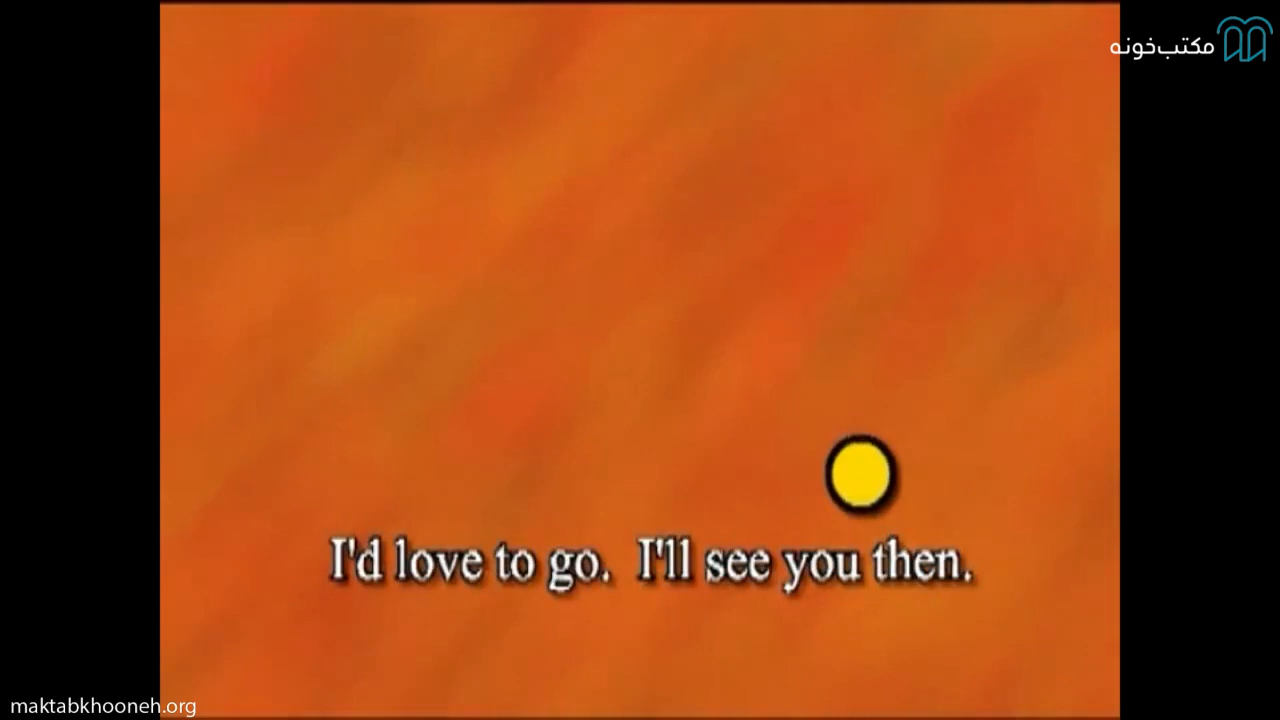 مکتب‌خونه
I'd love to go. I'll see you then.
maktabkhooneh.org